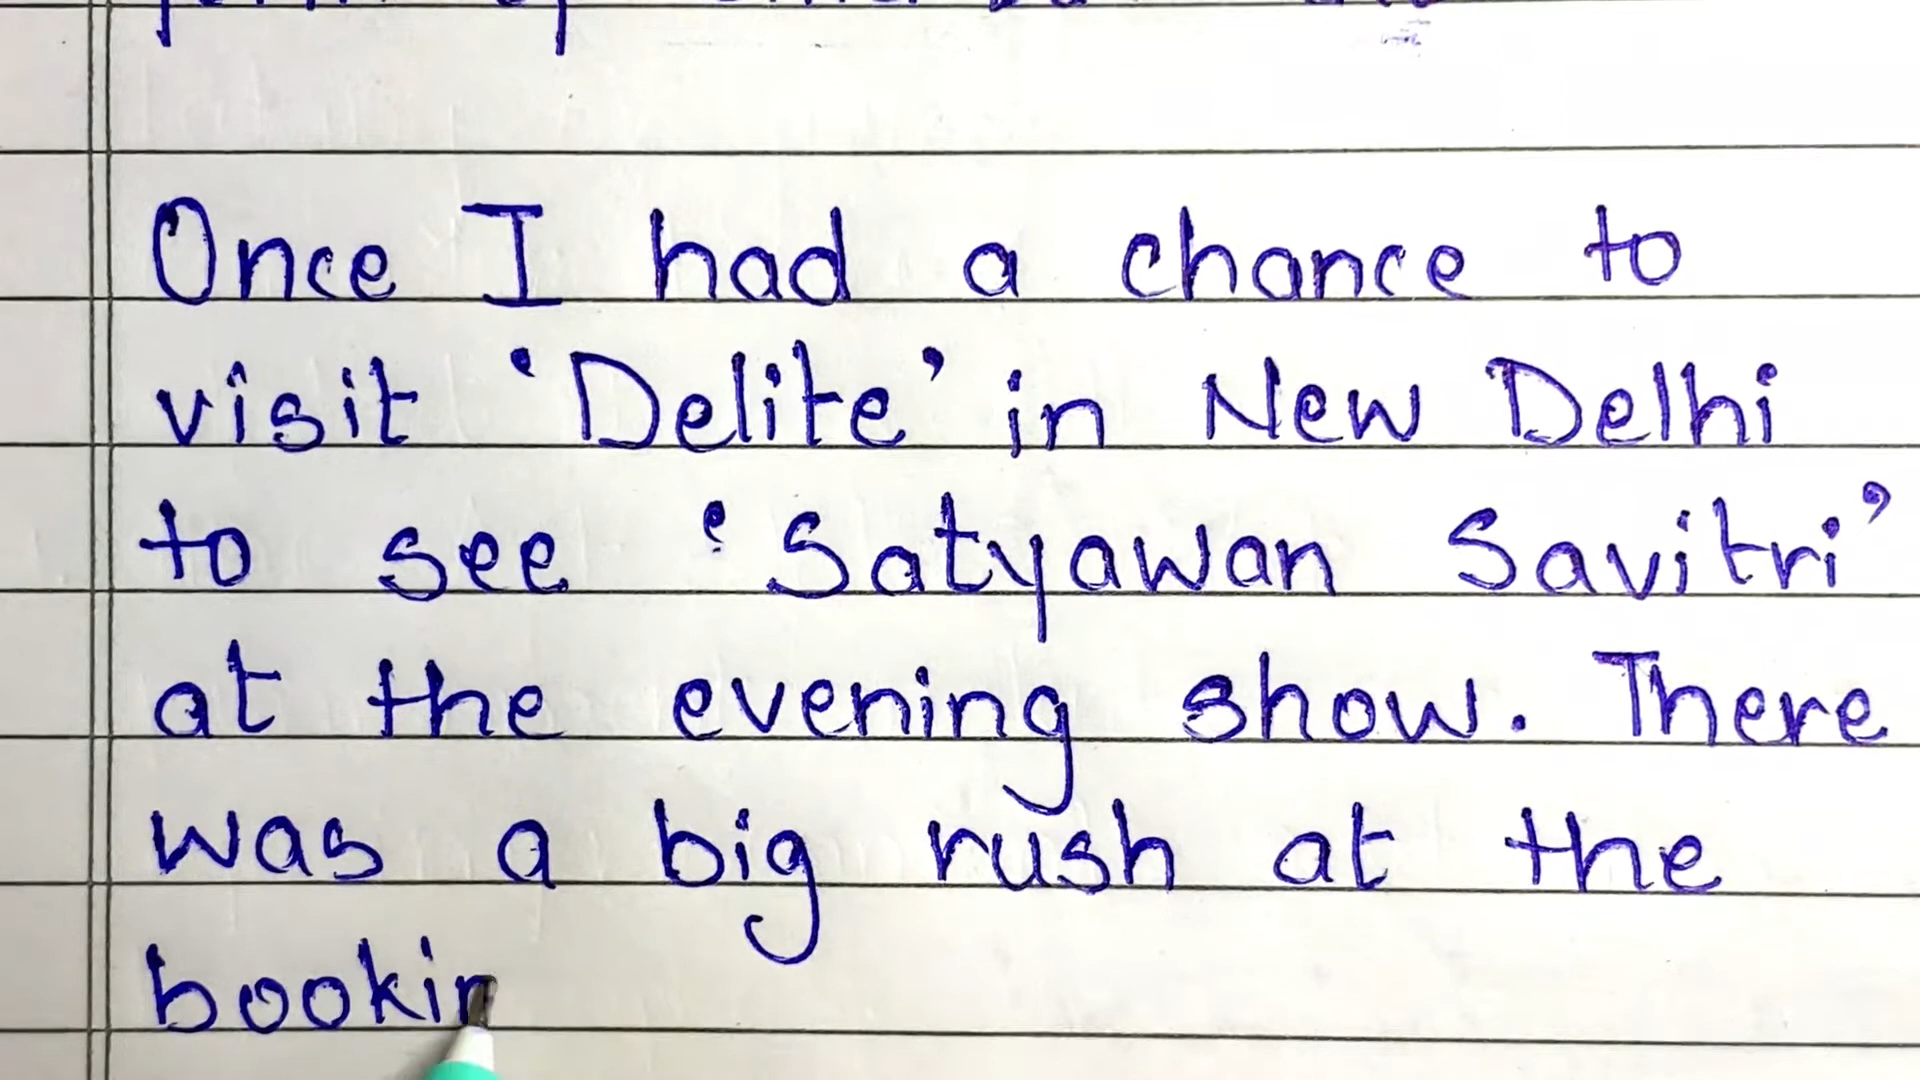 Once I had a chance to
visit ‘Delite’ in New Delhi
to see ‘Satyawan Savitri’
at the evening show. There
was a big rush at the
bookin